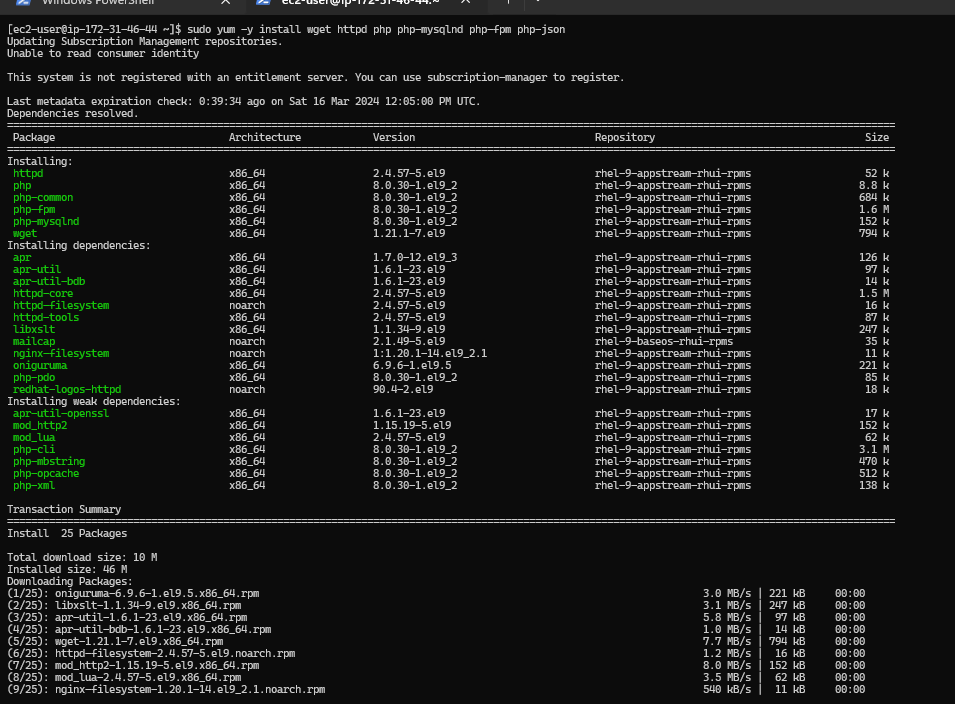 Windows PowerShell
ec2-user@ip-172-31-46-44:~
[ec2-user@ip-172-31-46-44 ~]$ sudo yum -y install wget httpd php php-mysqlnd php-fpm php-json
Updating Subscription Management repositories.
Unable to read consumer identity
This system is not registered with an entitlement server. You can use subscription-manager to register.
Last metadata expiration check: 0:39:34 ago on Sat 16 Mar 2024 12:05:00 PM UTC.
Dependencies resolved.
Package Architecture Version Repository Size
Installing:
httpd x86_64 2.4.57-5.el9 rhel-9-appstream-rhui-rpms 52 k
php x86_64 8.0.30-1.el9_2 rhel-9-appstream-rhui-rpms 8.8 k
php-common x86_64 8.0.30-1.el9_2 rhel-9-appstream-rhui-rpms 684 k
php-fpm x86_64 8.0.30-1.el9_2 rhel-9-appstream-rhui-rpms 1.6 M
php-mysqlnd x86_64 8.0.30-1.el9_2 rhel-9-appstream-rhui-rpms 152 k
wget x86_64 1.21.1-7.el9 rhel-9-appstream-rhui-rpms 794 k
Installing dependencies:
apr x86_64 1.7.0-12.el9_3 rhel-9-appstream-rhui-rpms 126 k
apr-util x86_64 1.6.1-23.el9 rhel-9-appstream-rhui-rpms 97 k
apr-util-bdb x86_64 1.6.1-23.el9 rhel-9-appstream-rhui-rpms 14 k
httpd-core x86_64 2.4.57-5.el9 rhel-9-appstream-rhui-rpms 1.5 M
httpd-filesystem noarch 2.4.57-5.el9 rhel-9-appstream-rhui-rpms 16 k
httpd-tools x86_64 2.4.57-5.el9 rhel-9-appstream-rhui-rpms 87 k
libxslt x86_64 1.1.34-9.el9 rhel-9-appstream-rhui-rpms 247 k
mailcap noarch 2.1.49-5.el9 rhel-9-baseos-rhui-rpms 35 k
nginx-filesystem noarch 1:1.20.1-14.el9_2.1 rhel-9-appstream-rhui-rpms 11 k
oniguruma x86_64 6.9.6-1.el9.5 rhel-9-appstream-rhui-rpms 221 k
php-pdo x86_64 8.0.30-1.el9_2 rhel-9-appstream-rhui-rpms 85 k
redhat-logos-httpd noarch 90.4-2.el9 rhel-9-appstream-rhui-rpms 18 k
Installing weak dependencies:
apr-util-openssl x86_64 1.6.1-23.el9 rhel-9-appstream-rhui-rpms 17 k
mod_http2 x86_64 1.15.19-5.el9 rhel-9-appstream-rhui-rpms 152 k
mod_lua x86_64 2.4.57-5.el9 rhel-9-appstream-rhui-rpms 62 k
php-cli x86_64 8.0.30-1.el9_2 rhel-9-appstream-rhui-rpms 3.1 M
php-mbstring x86_64 8.0.30-1.el9_2 rhel-9-appstream-rhui-rpms 470 k
php-opcache x86_64 8.0.30-1.el9_2 rhel-9-appstream-rhui-rpms 512 k
php-xml x86_64 8.0.30-1.el9_2 rhel-9-appstream-rhui-rpms 138 k
Transaction Summary
Install 25 Packages
Total download size: 10 M
Installed size: 46 M
Downloading Packages:
(1/25): oniguruma-6.9.6-1.el9.5.x86_64.rpm 3.0 MB/s | 221 kB 00:00
(2/25): libxslt-1.1.34-9.el9.x86_64.rpm 3.1 MB/s | 247 kB 00:00
(3/25): apr-util-1.6.1-23.el9.x86_64.rpm 5.8 MB/s | 97 kB 00:00
(4/25): apr-util-bdb-1.6.1-23.el9.x86_64.rpm 1.0 MB/s | 14 kB 00:00
(5/25): wget-1.21.1-7.el9.x86_64.rpm 7.7 MB/s | 794 kB 00:00
(6/25): httpd-filesystem-2.4.57-5.el9.noarch.rpm 1.2 MB/s | 16 kB 00:00
(7/25): mod_http2-1.15.19-5.el9.x86_64.rpm 8.0 MB/s | 152 kB 00:00
(8/25): mod_lua-2.4.57-5.el9.x86_64.rpm 3.5 MB/s | 62 kB 00:00
(9/25): nginx-filesystem-1.20.1-14.el9_2.1.noarch.rpm 540 kB/s | 11 kB 00:00